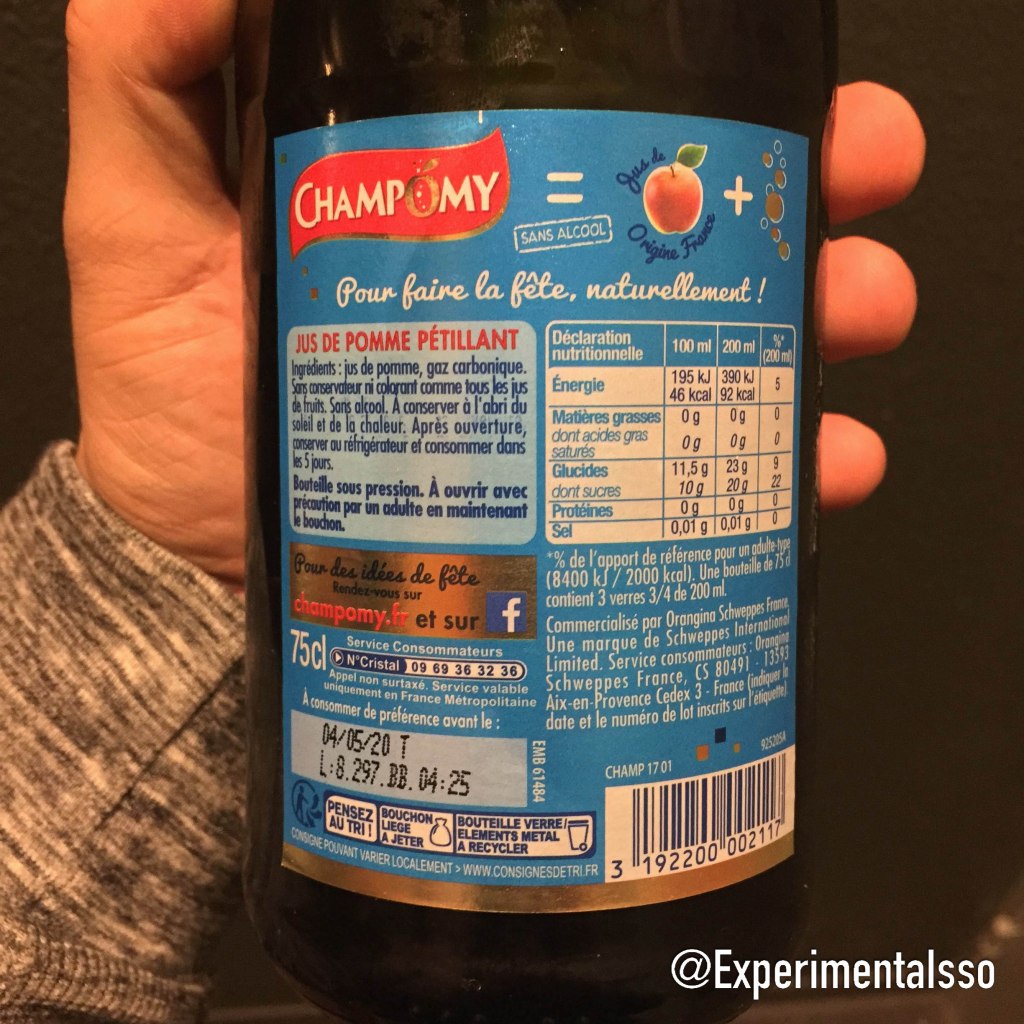 CHAMPOMY
=
SANS ALCOOL
Jus de
Origine France
+
Pour faire la fête, naturellement !
JUS DE POMME PÉTILLANT
Ingrédients : jus de pomme, gaz carbonique.
Sans conservateur ni colorant comme tous les jus
de fruits. Sans alcool. A conserver à l'abri du
soleil et de la chaleur. Après ouverture,
conserver au réfrigérateur et consommer dans
les 5 jours.
Bouteille sous pression. À ouvrir avec
précaution par un adulte en maintenant
le bouchon.
Déclaration nutritionnelle 100 ml 200 ml %* (200 ml)
Énergie 195 kJ 46 kcal 390 kJ 92 kcal 5
Matières grasses 0 g 0 g 0
dont acides gras saturés 0 g 0 g 0
Glucides 11,5 g 23 g 9
dont sucres 10 g 20 g 22
Protéines 0 g 0 g 0
Sel 0,01 g 0,01 g 0
*% de l'apport de référence pour un adulte-type
(8400 kJ / 2000 kcal). Une bouteille de 75 cl
contient 3 verres 3/4 de 200 ml.
Commercialisé par Orangina Schweppes France,
Une marque de Schweppes International
Limited. Service consommateurs : Orangina
Schweppes France, CS 80491 - 13593
Aix-en-Provence Cedex 3 - France (indiquer la
date et le numéro de lot inscrits sur l'étiquette).
Pour des idées de fête
Rendez-vous sur
champomy.fr et sur f
75cl
Service Consommateurs
N°Cristal 09 69 36 32 36
Appel non surtaxé. Service valable
uniquement en France Métropolitaine
À consommer de préférence avant le :
04/05/20 T
L:8.297.BB. 04:25
EMB 61484
925205A
CHAMP 17 01
PENSEZ
AU TRI !
BOUCHON
LIEGE
A JETER
BOUTEILLE VERRE/
ELEMENTS METAL
A RECYCLER
CONSIGNE POUVANT VARIER LOCALEMENT > WWW.CONSIGNESDETRI.FR
3 192200 002117
@Experimentalsso